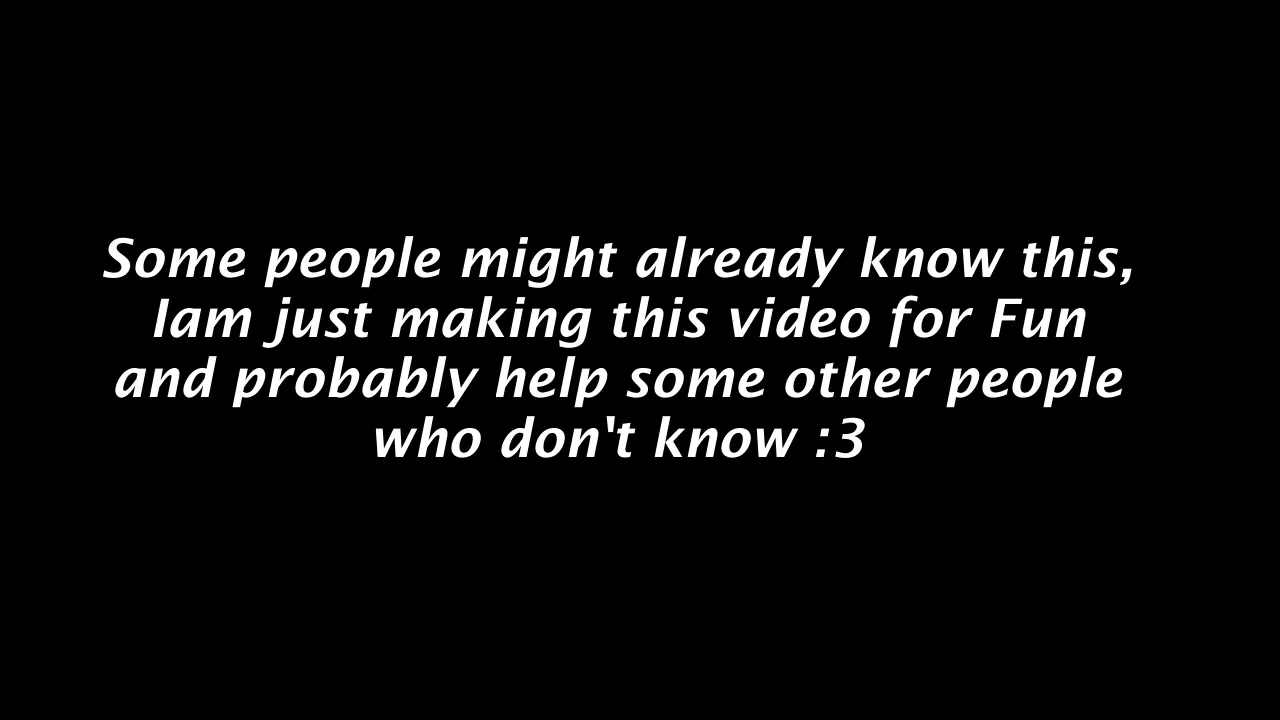 Some people might already know this,
Iam just making this video for Fun
and probably help some other people
who don't know :3